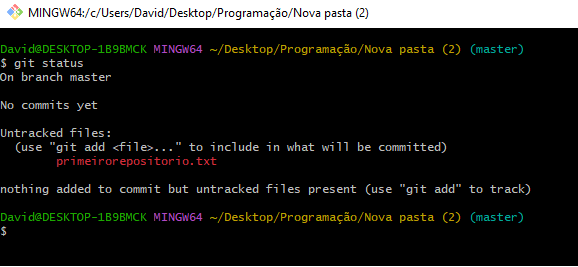 MINGW64:/c/Users/David/Desktop/Programação/Nova pasta (2)
David@DESKTOP-1B9BMCK MINGW64 ~/Desktop/Programação/Nova pasta (2) (master)
$ git status
On branch master
No commits yet
Untracked files:
(use "git add <file>..." to include in what will be committed)
primeirorepositorio.txt
nothing added to commit but untracked files present (use "git add" to track)
David@DESKTOP-1B9BMCK MINGW64 ~/Desktop/Programação/Nova pasta (2) (master)
$